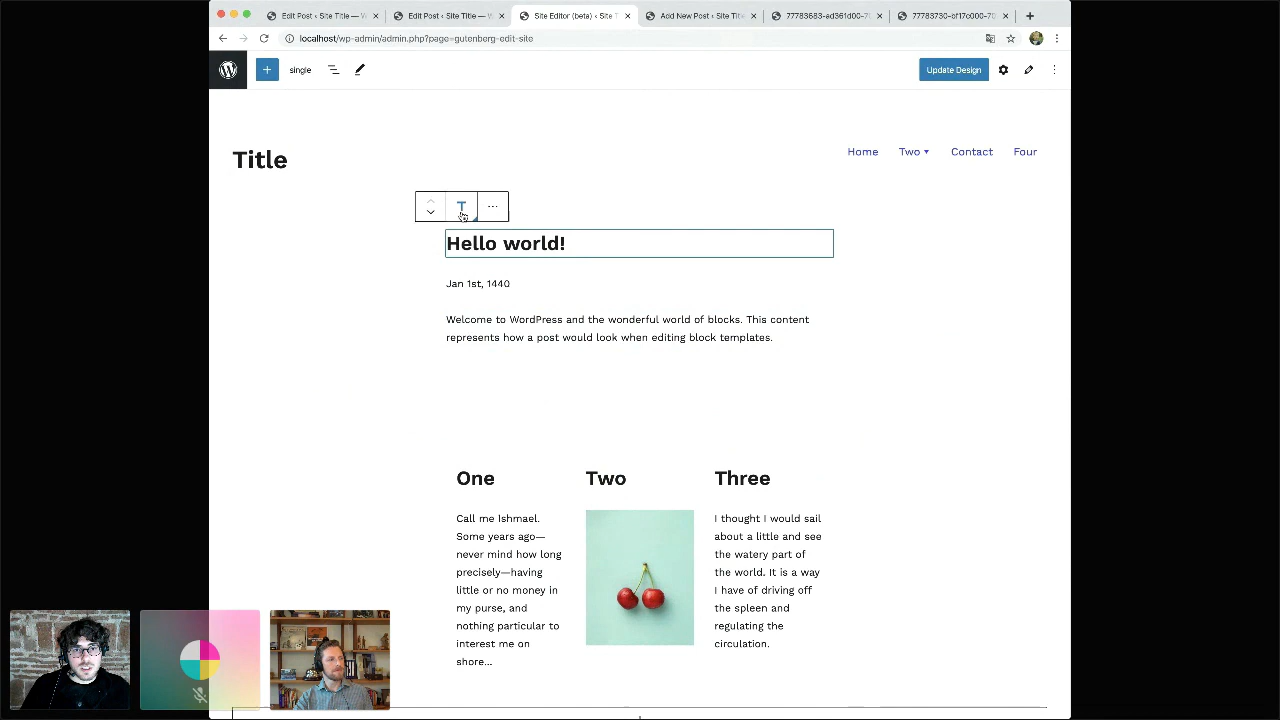 Edit Post ‹ Site Title — W
Edit Post ‹ Site Title — W
Site Editor (beta) ‹ Site T
Add New Post ‹ Site Title
77783683-ad361d00-7
77783730-cf17c000-7
localhost/wp-admin/admin.php?page=gutenberg-edit-site
single
Update Design
Title
Home
Two
Contact
Four
T
Hello world!
Jan 1st, 1440
Welcome to WordPress and the wonderful world of blocks. This content
represents how a post would look when editing block templates.
One
Call me Ishmael.
Some years ago—
never mind how long
precisely—having
little or no money in
my purse, and
nothing particular to
interest me on
shore...
Two
Three
I thought I would sail
about a little and see
the watery part of
the world. It is a way
I have of driving off
the spleen and
regulating the
circulation.